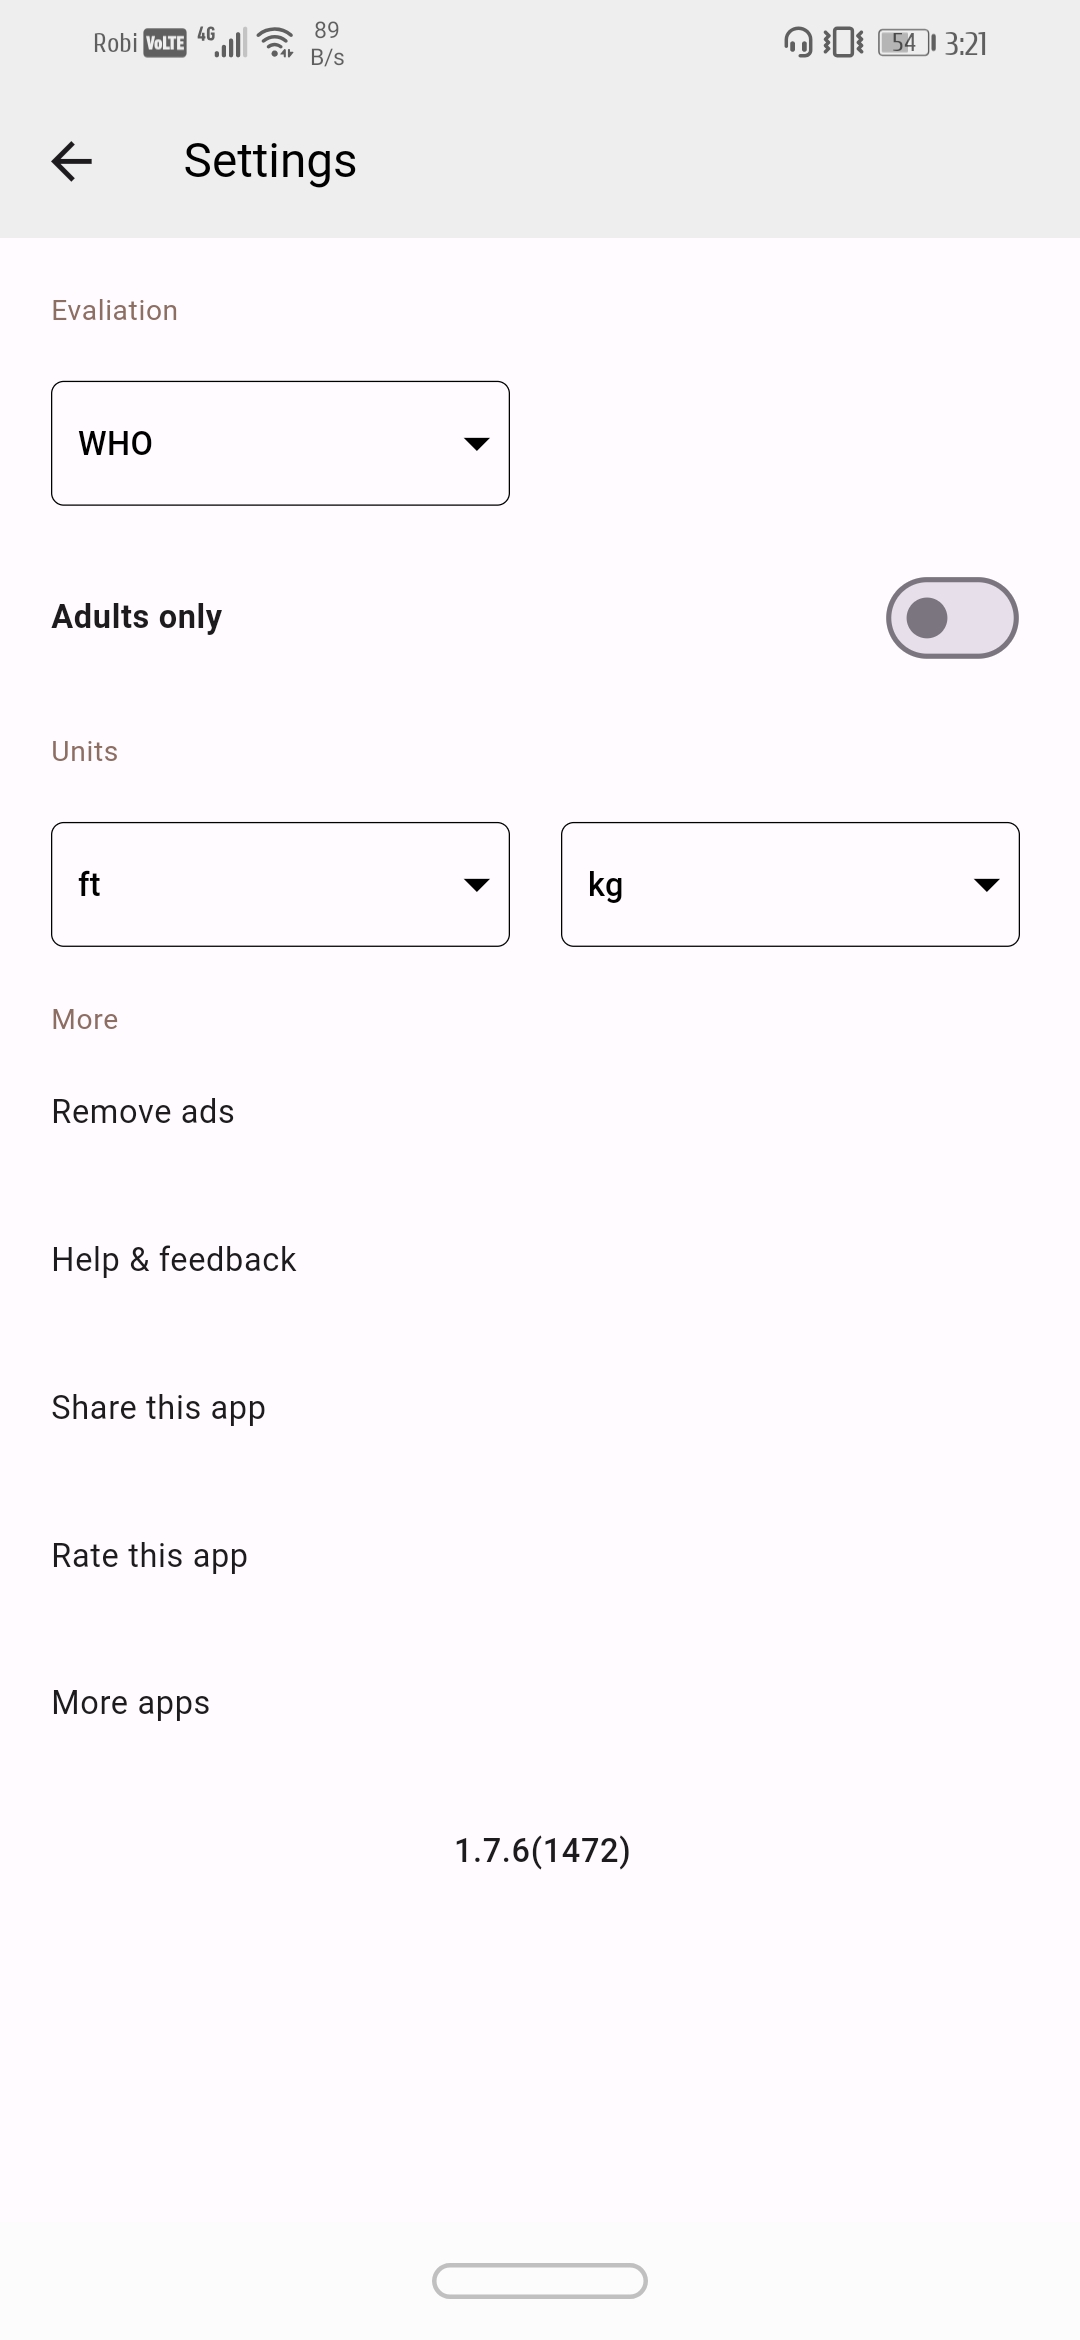 Robi VoLTE 4G 89 B/s 54 3:21
Settings
Evaliation
WHO
Adults only
Units
ft kg
More
Remove ads
Help & feedback
Share this app
Rate this app
More apps
1.7.6(1472)